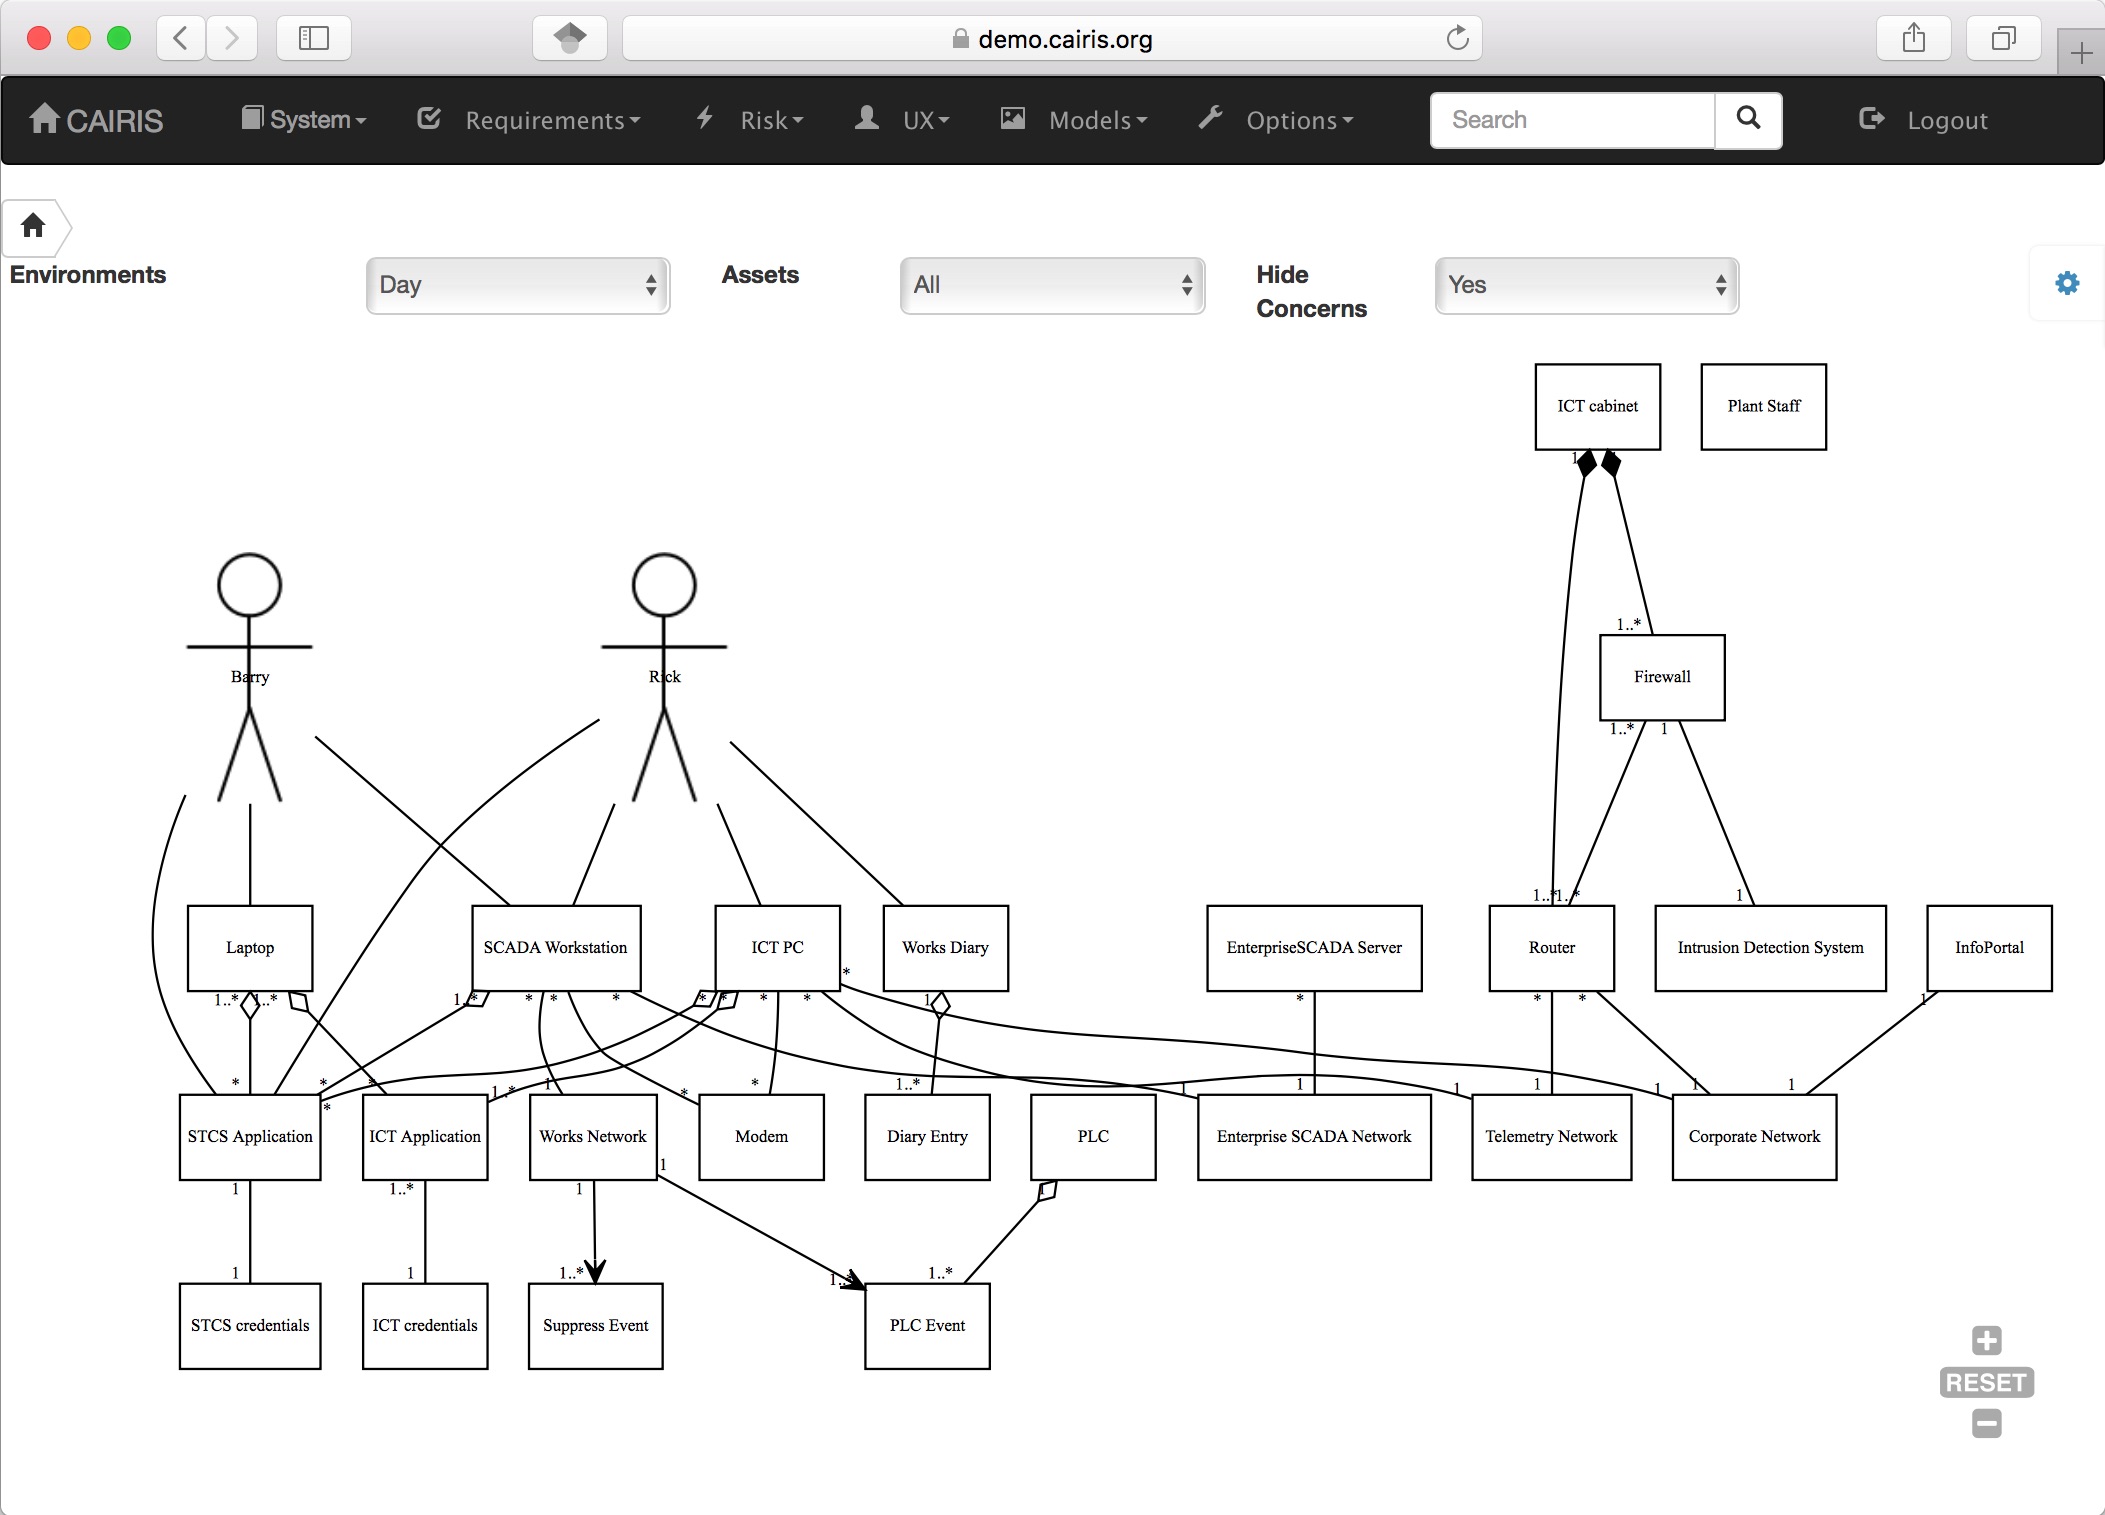 demo.cairis.org
CAIRIS System Requirements Risk UX Models Options Search Logout
Environments Day Assets All Hide Concerns Yes
ICT cabinet Plant Staff
1
1..*
Barry Rick Firewall
1..* 1
1..* 1..* 1
Laptop SCADA Workstation ICT PC Works Diary EnterpriseSCADA Server Router Intrusion Detection System InfoPortal
*
1..* 1..* 1..* * * * * * * * 1 * * * 1
* * * 1..* 1 * * 1..* 1 1 1 1 1 1 1
*
STCS Application ICT Application Works Network Modem Diary Entry PLC Enterprise SCADA Network Telemetry Network Corporate Network
1
1 1..* 1 1
1 1 1..* 1..* 1..*
STCS credentials ICT credentials Suppress Event PLC Event
RESET